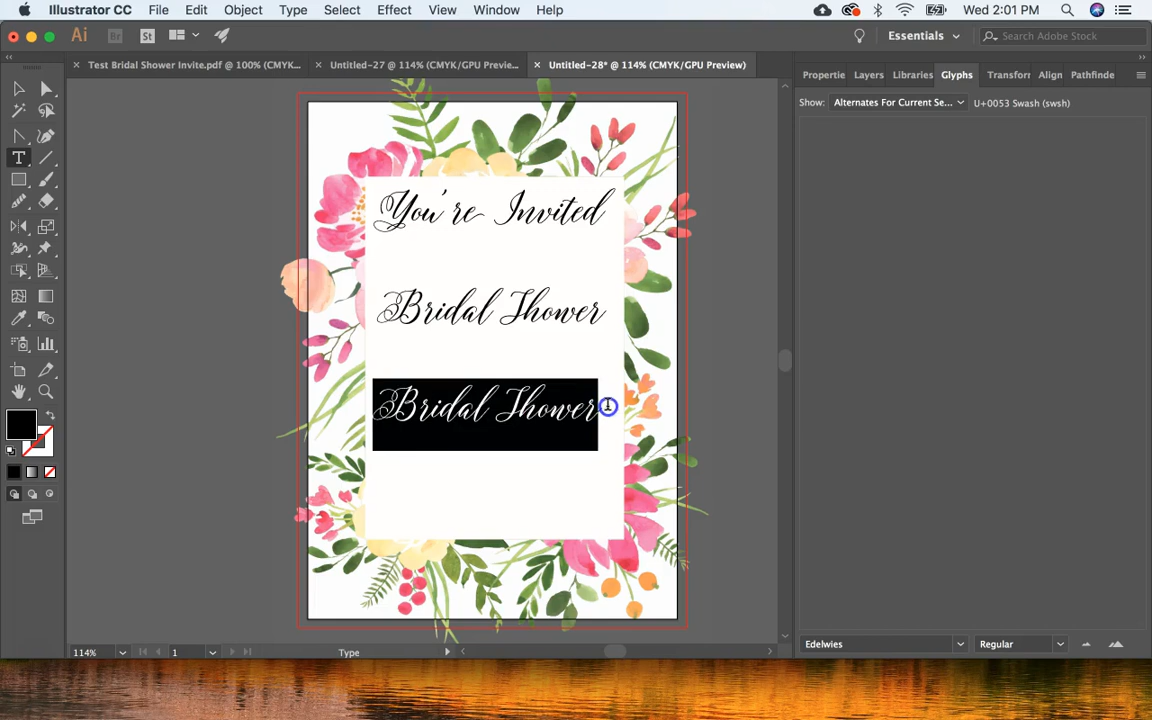 Illustrator CC File Edit Object Type Select Effect View Window Help
Wed 2:01 PM
Ai Br St
Essentials
Search Adobe Stock
Test Bridal Shower Invite.pdf @ 100% (CMYK...
Untitled-27 @ 114% (CMYK/GPU Previe...
Untitled-28* @ 114% (CMYK/GPU Preview)
Propertie Layers Libraries Glyphs Transform Align Pathfinde
Show: Alternates For Current Se... U+0053 Swash (swsh)
You're Invited
Bridal Shower
Bridal Shower
Edelwies Regular
114% 1 Type